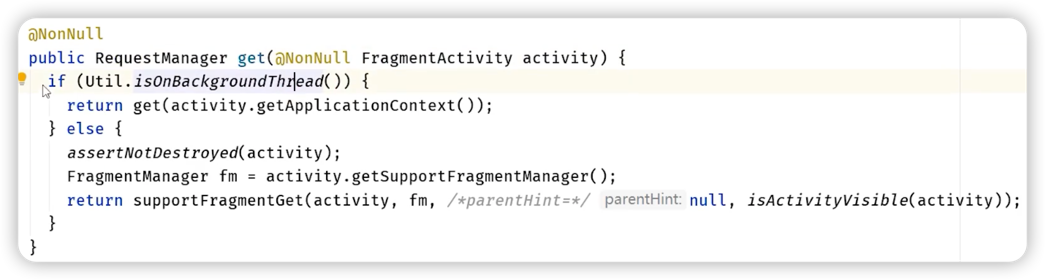 @NonNull
public RequestManager get(@NonNull FragmentActivity activity) {
if (Util.isOnBackgroundThread()) {
return get(activity.getApplicationContext());
} else {
assertNotDestroyed(activity);
FragmentManager fm = activity.getSupportFragmentManager();
return supportFragmentGet(activity, fm, /*parentHint=*/ parentHint: null, isActivityVisible(activity));
}
}